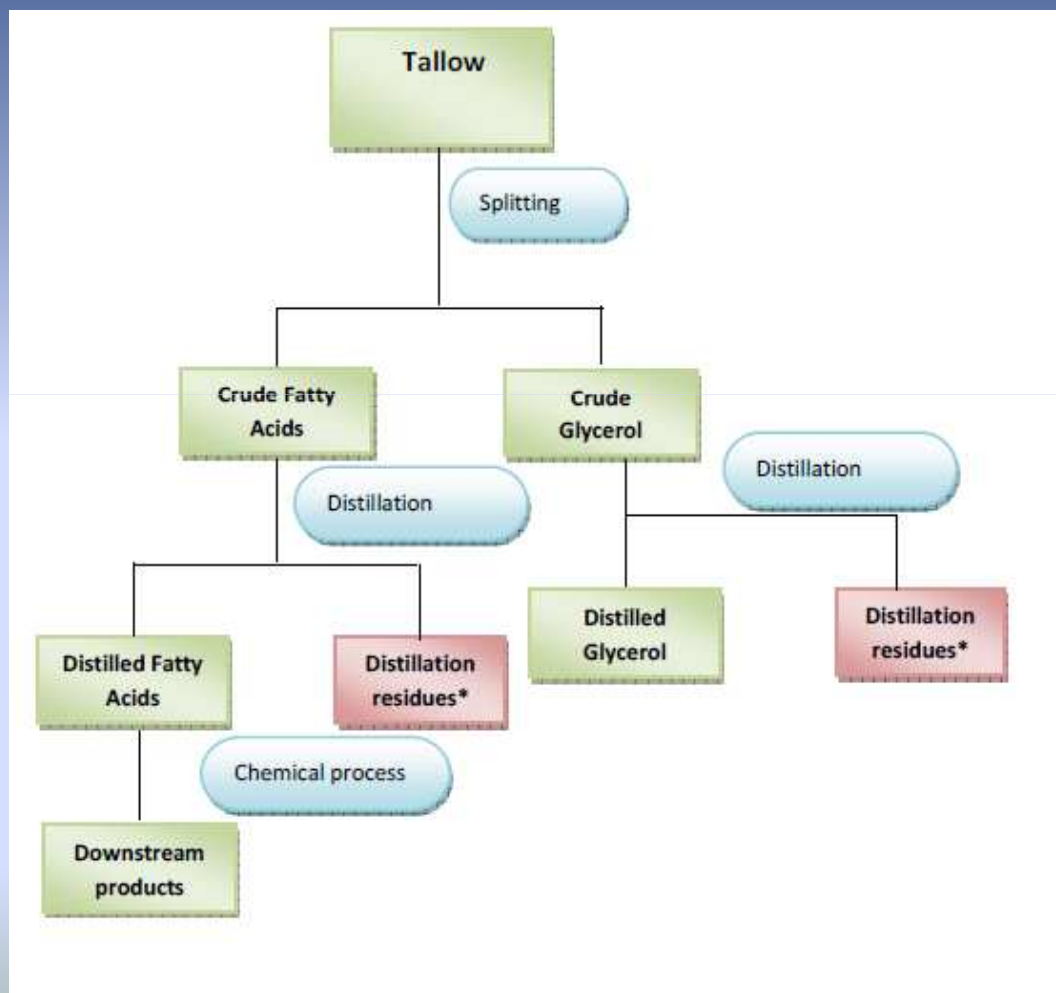 Tallow
Splitting
Crude Fatty
Acids
Crude
Glycerol
Distillation
Distillation
Distilled Fatty
Acids
Distillation
residues*
Distilled
Glycerol
Distillation
residues*
Chemical process
Downstream
products